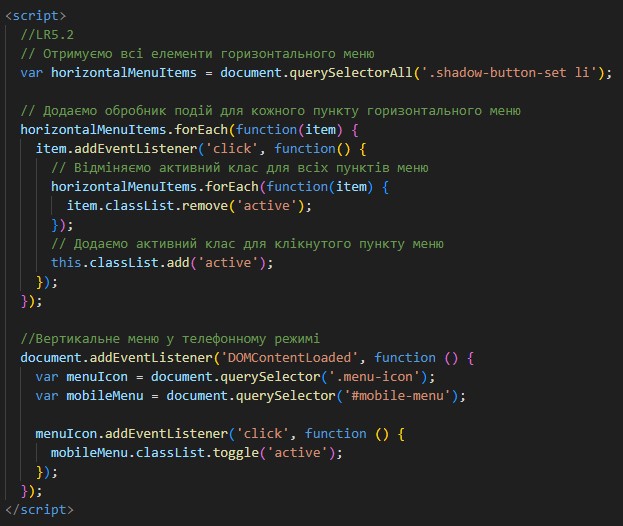 <script>
//LR5.2
// Отримуємо всі елементи горизонтального меню
var horizontalMenuItems = document.querySelectorAll('.shadow-button-set li');
// Додаємо обробник подій для кожного пункту горизонтального меню
horizontalMenuItems.forEach(function(item) {
item.addEventListener('click', function() {
// Відміняємо активний клас для всіх пунктів меню
horizontalMenuItems.forEach(function(item) {
item.classList.remove('active');
});
// Додаємо активний клас для клікнутого пункту меню
this.classList.add('active');
});
});
//Вертикальне меню у телефонному режимі
document.addEventListener('DOMContentLoaded', function () {
var menuIcon = document.querySelector('.menu-icon');
var mobileMenu = document.querySelector('#mobile-menu');
menuIcon.addEventListener('click', function () {
mobileMenu.classList.toggle('active');
});
});
</script>